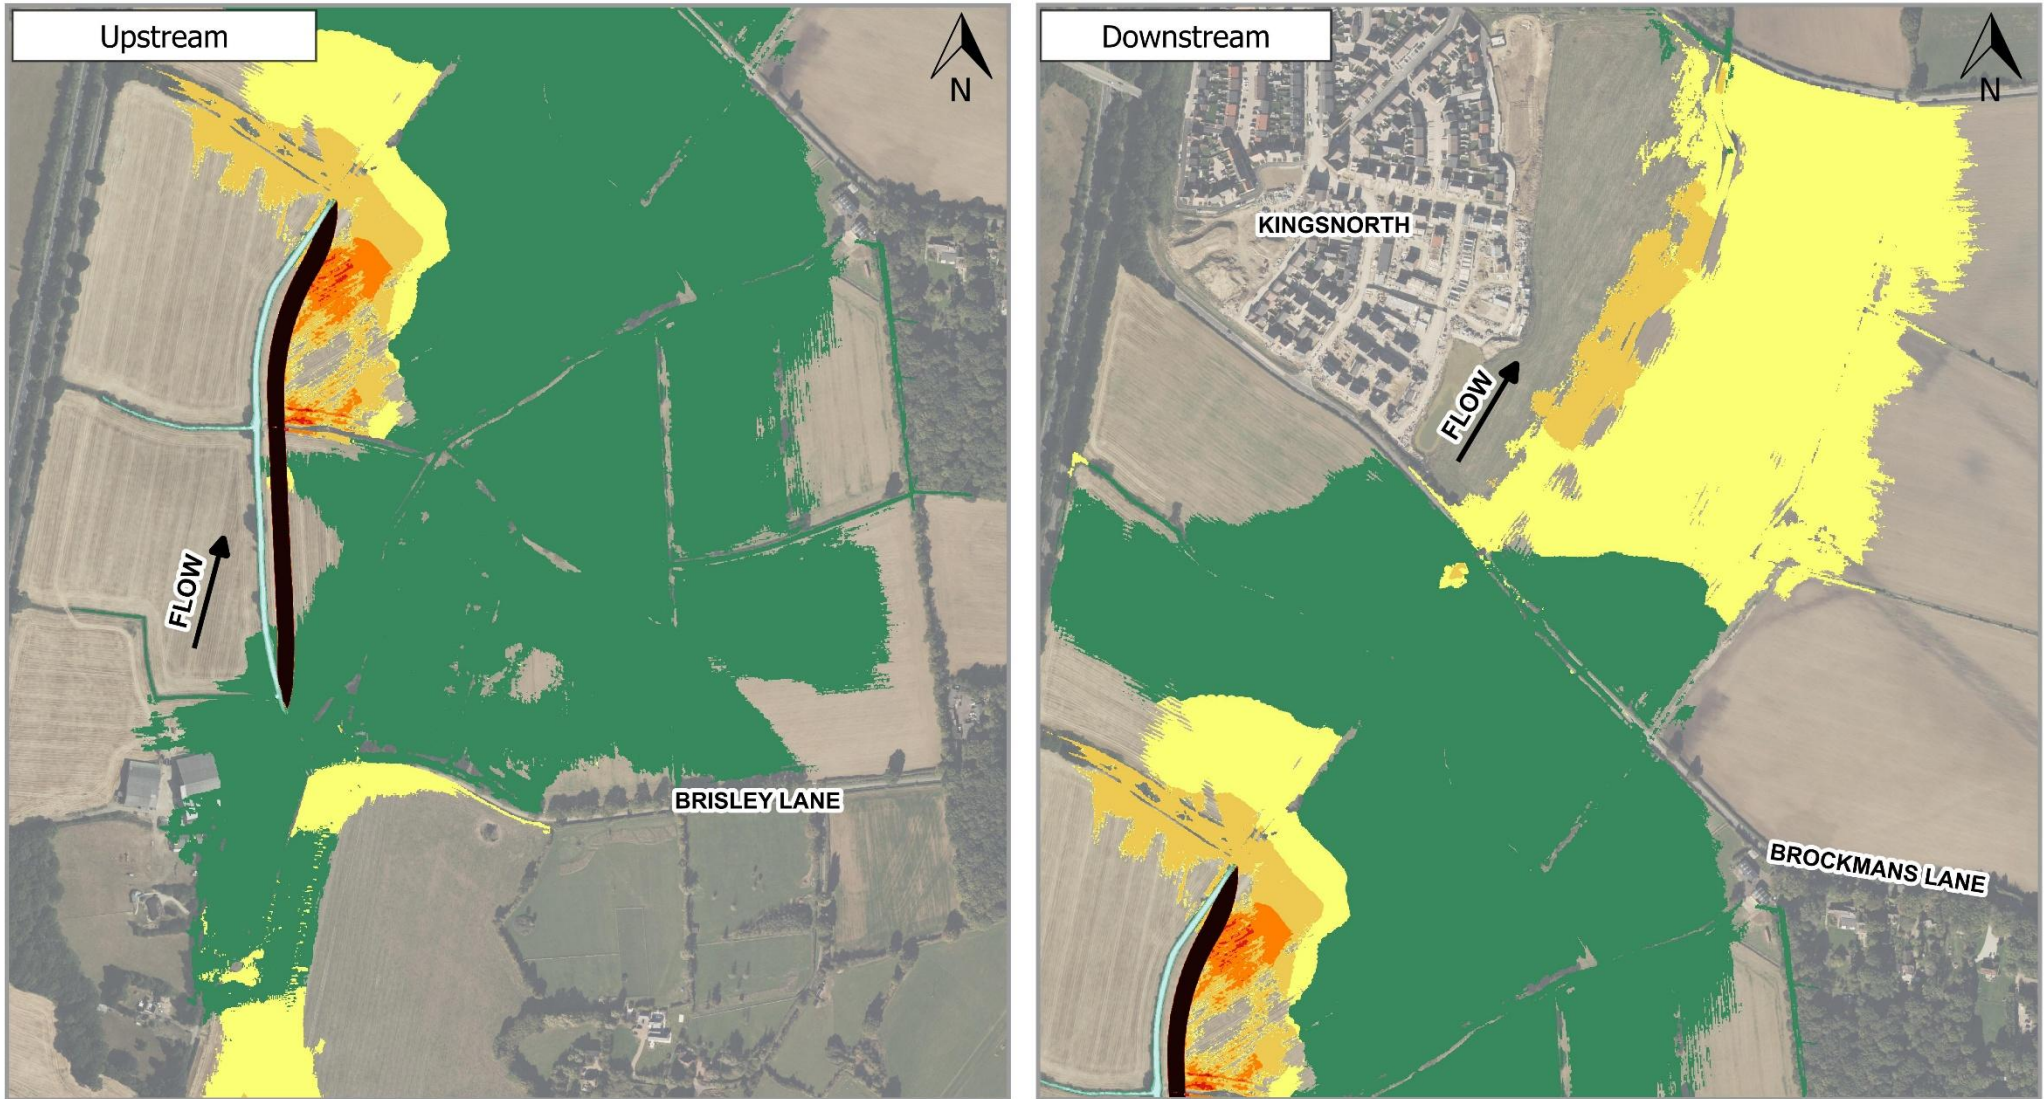 Upstream
N
FLOW
BRISLEY LANE
Downstream
N
KINGSNORTH
FLOW
BROCKMANS LANE